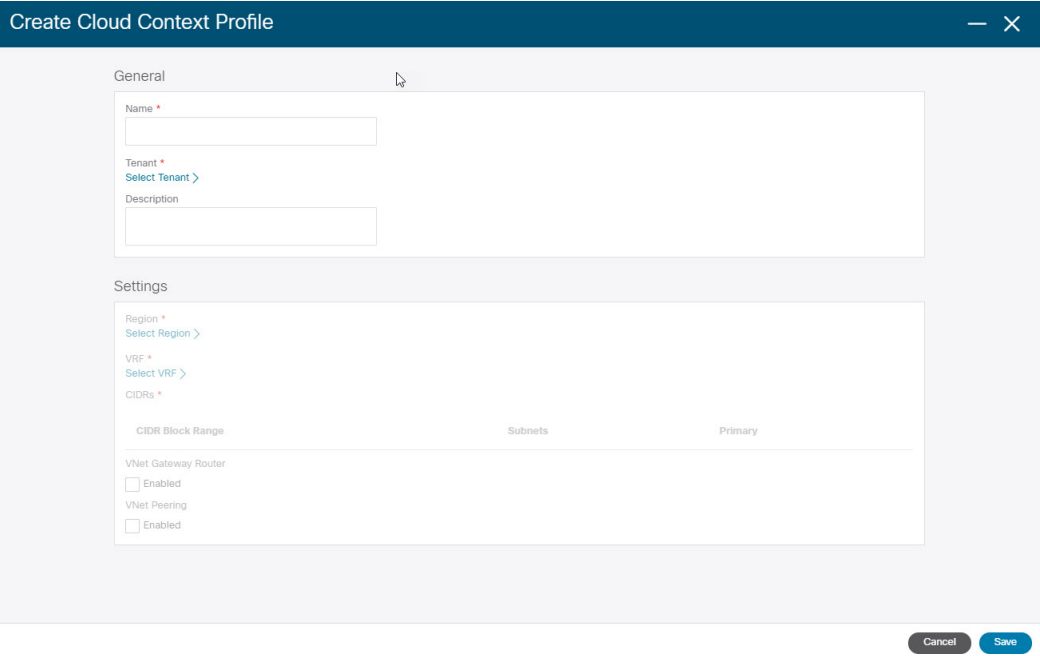 Create Cloud Context Profile
General
Name *
Tenant *
Select Tenant >
Description
Settings
Region *
Select Region >
VRF *
Select VRF >
CIDRs *
CIDR Block Range Subnets Primary
VNet Gateway Router
Enabled
VNet Peering
Enabled
Cancel Save